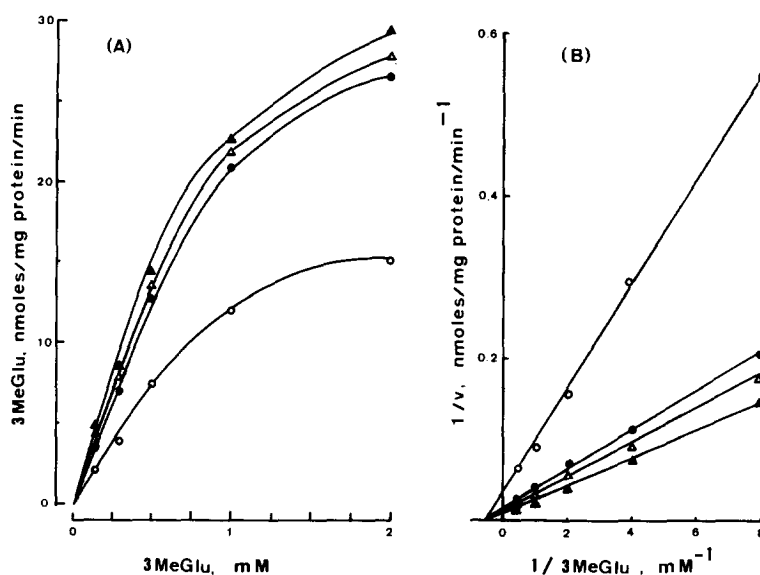 (A)
3MeGlu, nmoles/mg protein/min
30
20
10
0
0
1
2
3MeGlu, mM
(B)
1/v, nmoles/mg protein/min⁻¹
0.6
0.4
0.2
0
2
4
6
8
1/3MeGlu, mM⁻¹